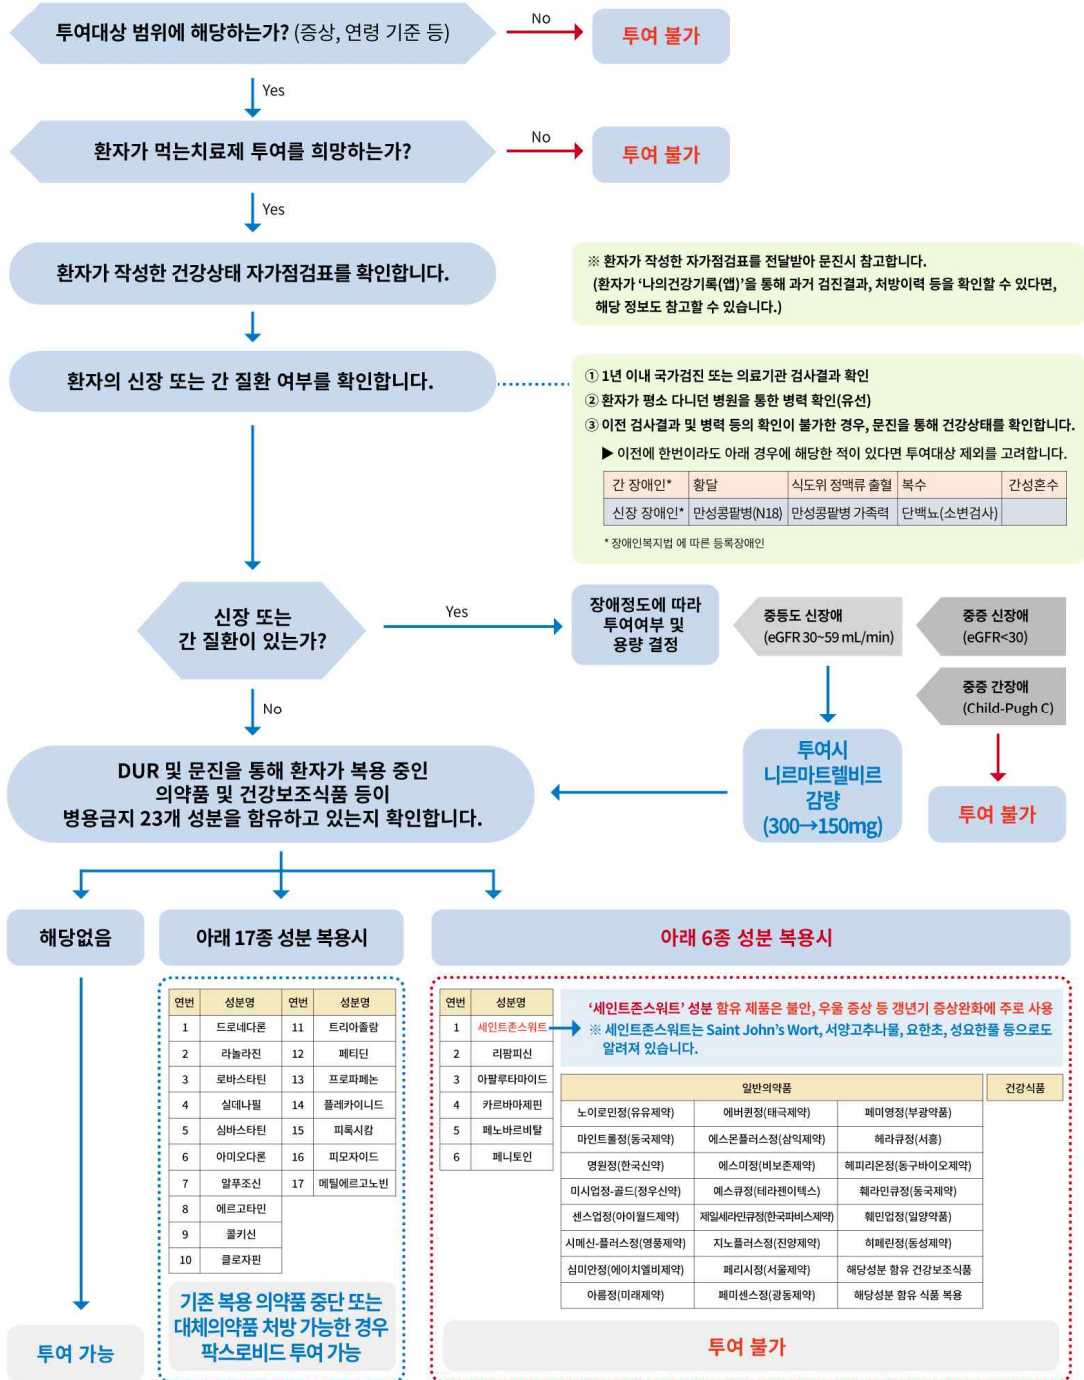 투여대상 범위에 해당하는가? (증상, 연령 기준 등)
No
투여 불가
Yes
환자가 먹는치료제 투여를 희망하는가?
No
투여 불가
Yes
환자가 작성한 건강상태 자가점검표를 확인합니다.
※ 환자가 작성한 자가점검표를 전달받아 문진시 참고합니다.
(환자가 '나의건강기록(앱)'을 통해 과거 검진결과, 처방이력 등을 확인할 수 있다면,
해당 정보도 참고할 수 있습니다.)
환자의 신장 또는 간 질환 여부를 확인합니다.
① 1년 이내 국가검진 또는 의료기관 검사결과 확인
② 환자가 평소 다니던 병원을 통한 병력 확인(유선)
③ 이전 검사결과 및 병력 등의 확인이 불가한 경우, 문진을 통해 건강상태를 확인합니다.
▶ 이전에 한번이라도 아래 경우에 해당한 적이 있다면 투여대상 제외를 고려합니다.
간 장애인* 황달 식도위 정맥류 출혈 복수 간성혼수
신장 장애인* 만성콩팥병(N18) 만성콩팥병 가족력 단백뇨(소변검사)
* 장애인복지법 에 따른 등록장애인
신장 또는
간 질환이 있는가?
Yes
장애정도에 따라
투여여부 및
용량 결정
중등도 신장애
(eGFR 30~59 mL/min)
중증 신장애
(eGFR<30)
중증 간장애
(Child-Pugh C)
No
투여시
니르마트렐비르
감량
(300→150mg)
투여 불가
DUR 및 문진을 통해 환자가 복용 중인
의약품 및 건강보조식품 등이
병용금지 23개 성분을 함유하고 있는지 확인합니다.
해당없음
아래 17종 성분 복용시
아래 6종 성분 복용시
연번 성분명 연번 성분명
1 드로네다론 11 트리아졸람
2 라놀라진 12 페티딘
3 로바스타틴 13 프로파페논
4 실데나필 14 플레카이니드
5 심바스타틴 15 피록시캄
6 아미오다론 16 피모자이드
7 알푸조신 17 메틸에르고노빈
8 에르고타민
9 콜키신
10 클로자핀
기존 복용 의약품 중단 또는
대체의약품 처방 가능한 경우
팍스로비드 투여 가능
투여 가능
연번 성분명
1 세인트존스워트
2 리팜피신
3 아팔루타마이드
4 카르바마제핀
5 페노바르비탈
6 페니토인
'세인트존스워트' 성분 함유 제품은 불안, 우울 증상 등 갱년기 증상완화에 주로 사용
※ 세인트존스워트는 Saint John's Wort, 서양고추나물, 요한초, 성요한풀 등으로도
알려져 있습니다.
일반의약품 건강식품
노이로민정(유유제약) 에버퀸정(태극제약) 페미영정(부광약품)
마인트롤정(동국제약) 에스몬플러스정(삼익제약) 헤라큐정(서흥)
명원정(한국신약) 에스미정(비보존제약) 헤피리온정(동구바이오제약)
미시업정-골드(정우신약) 예스큐정(테라젠이텍스) 훼라민큐정(동국제약)
센스업정(아이월드제약) 제일세라민큐정(한국파비스제약) 훼민업정(일양약품)
시메신-플러스정(영풍제약) 지노플러스정(진양제약) 히페린정(동성제약)
심미안정(에이치엘비제약) 페리시정(서울제약) 해당성분 함유 건강보조식품
아름정(미래제약) 페미센스정(광동제약) 해당성분 함유 식품 복용
투여 불가